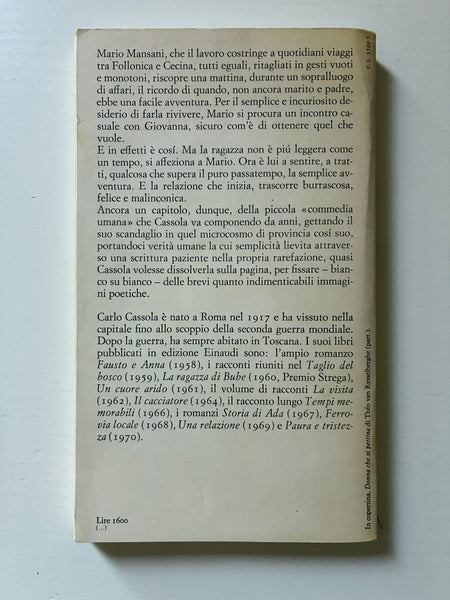 Mario Mansani, che il lavoro costringe a quotidiani viaggi
tra Follonica e Cecina, tutti eguali, ritagliati in gesti vuoti
e monotoni, riscopre una mattina, durante un sopralluogo
di affari, il ricordo di quando, non ancora marito e padre,
ebbe una facile avventura. Per il semplice e incuriosito de-
siderio di farla rivivere, Mario si procura un incontro ca-
suale con Giovanna, sicuro com'è di ottenere quel che
vuole.
E in effetti è cosí. Ma la ragazza non è piú leggera come
un tempo, si affeziona a Mario. Ora è lui a sentire, a trat-
ti, qualcosa che supera il puro passatempo, la semplice av-
ventura. E la relazione che inizia, trascorre burrascosa,
felice e malinconica.
Ancora un capitolo, dunque, della piccola «commedia
umana» che Cassola va componendo da anni, gettando il
suo scandaglio in quel microcosmo di provincia cosí suo,
portandoci verità umane la cui semplicità lievita attraver-
so una scrittura paziente nella propria rarefazione, quasi
Cassola volesse dissolverla sulla pagina, per fissare – bian-
co su bianco – delle brevi quanto indimenticabili immagi-
ni poetiche.
Carlo Cassola è nato a Roma nel 1917 e ha vissuto nella
capitale fino allo scoppio della seconda guerra mondiale.
Dopo la guerra, ha sempre abitato in Toscana. I suoi libri
pubblicati in edizione Einaudi sono: l'ampio romanzo
Fausto e Anna (1958), i racconti riuniti nel Taglio del
bosco (1959), La ragazza di Bube (1960, Premio Strega),
Un cuore arido (1961), il volume di racconti La visita
(1962), Il cacciatore (1964), il racconto lungo Tempi me-
morabili (1966), i romanzi Storia di Ada (1967), Ferro-
via locale (1968), Una relazione (1969) e Paura e tristez-
za (1970).
Lire 1600
(...)
In copertina, Donna che si pettina di Théo van Rysselberghe (part.).